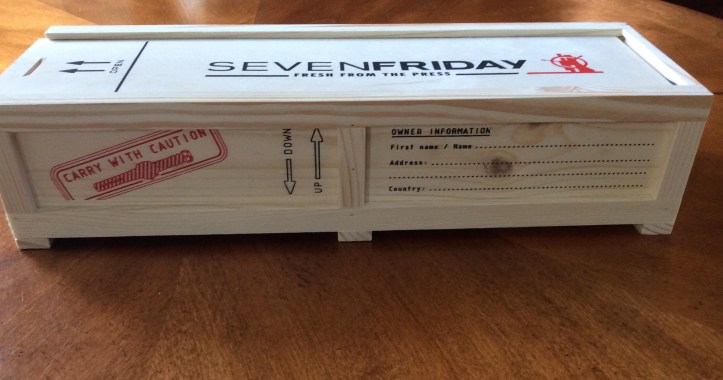 OPEN
SEVENFRIDAY
FRESH FROM THE PRESS
CARRY WITH CAUTION
DOWN
UP
OWNER INFORMATION
First name / Name
Address:
Country: